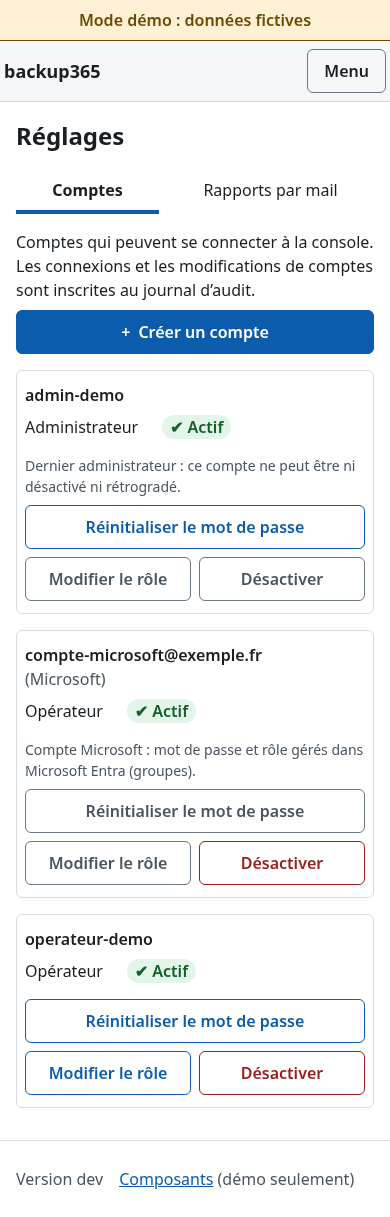 Mode démo : données fictives
backup365
Menu
Réglages
Comptes
Rapports par mail
Comptes qui peuvent se connecter à la console.
Les connexions et les modifications de comptes
sont inscrites au journal d’audit.
+ Créer un compte
admin-demo
Administrateur ✔ Actif
Dernier administrateur : ce compte ne peut être ni
désactivé ni rétrogradé.
Réinitialiser le mot de passe
Modifier le rôle
Désactiver
compte-microsoft@exemple.fr
(Microsoft)
Opérateur ✔ Actif
Compte Microsoft : mot de passe et rôle gérés dans
Microsoft Entra (groupes).
Réinitialiser le mot de passe
Modifier le rôle
Désactiver
operateur-demo
Opérateur ✔ Actif
Réinitialiser le mot de passe
Modifier le rôle
Désactiver
Version dev Composants (démo seulement)